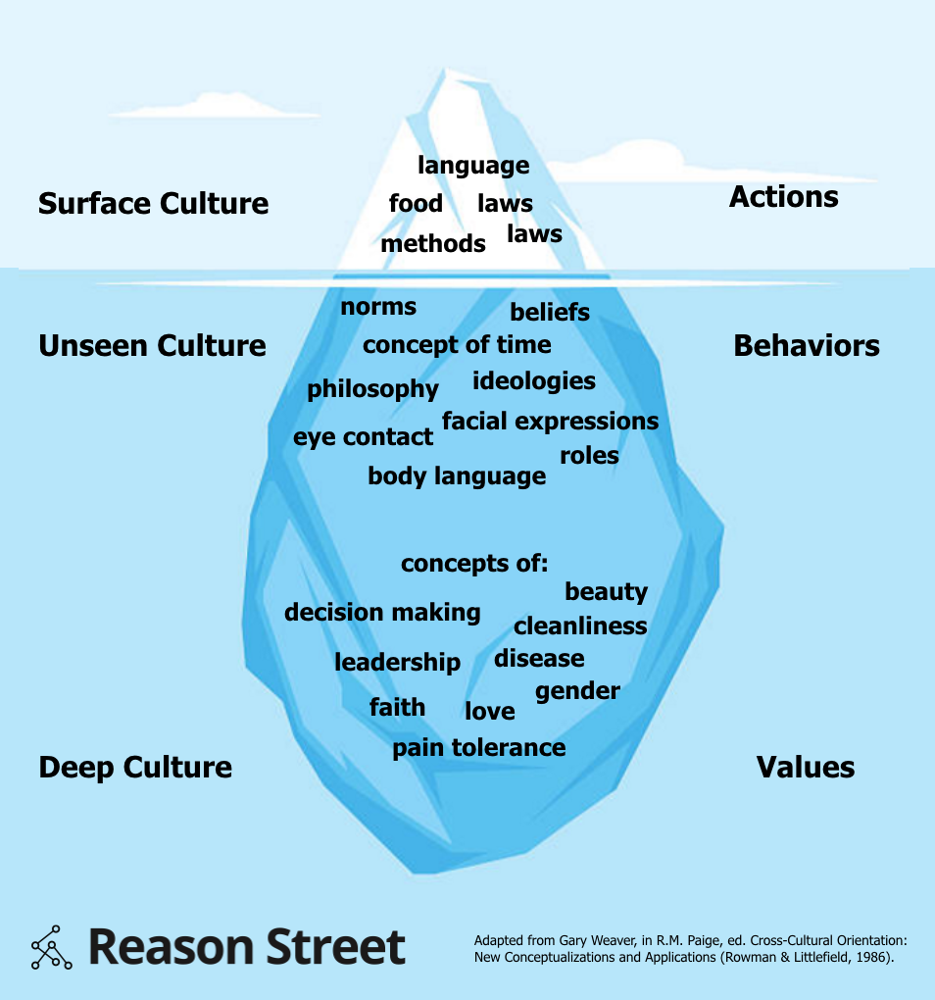 language
Surface Culture
food laws
Actions
methods laws
norms beliefs
Unseen Culture
concept of time
Behaviors
philosophy ideologies
eye contact facial expressions
roles
body language
concepts of:
beauty
decision making
cleanliness
leadership disease
gender
faith love
pain tolerance
Deep Culture
Values
Reason Street
Adapted from Gary Weaver, in R.M. Paige, ed. Cross-Cultural Orientation:
New Conceptualizations and Applications (Rowman & Littlefield, 1986).